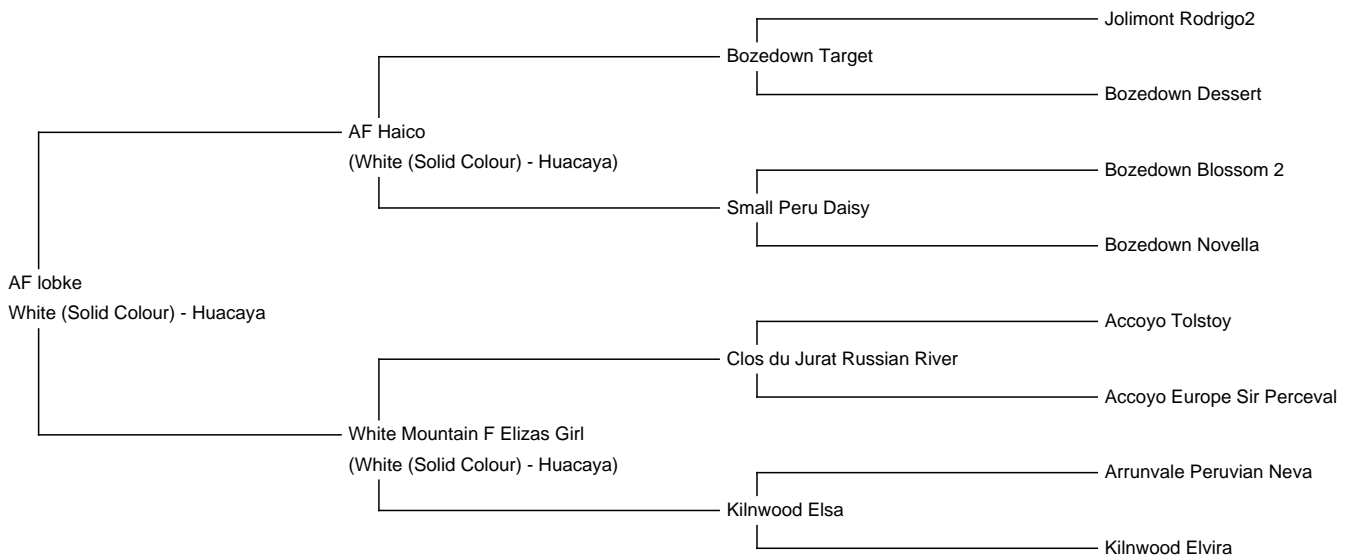 Jolimont Rodrigo2
Bozedown Target
Bozedown Dessert
AF Haico
(White (Solid Colour) - Huacaya)
Bozedown Blossom 2
Small Peru Daisy
Bozedown Novella
AF lobke
White (Solid Colour) - Huacaya
Accoyo Tolstoy
Clos du Jurat Russian River
Accoyo Europe Sir Perceval
White Mountain F Elizas Girl
(White (Solid Colour) - Huacaya)
Arrunvale Peruvian Neva
Kilnwood Elsa
Kilnwood Elvira